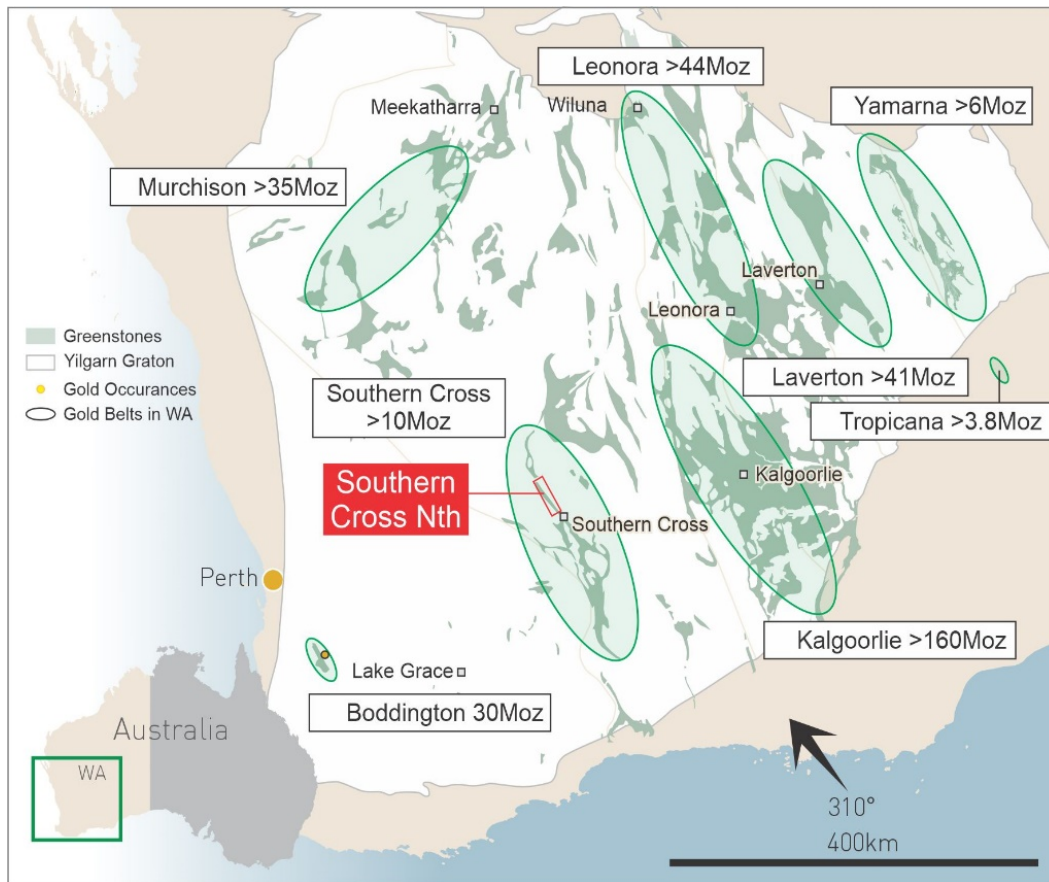 Leonora >44Moz
Meekatharra
Wiluna
Yamarna >6Moz
Murchison >35Moz
Laverton
Leonora
Greenstones
Yilgarn Graton
Gold Occurances
Gold Belts in WA
Southern Cross
>10Moz
Laverton >41Moz
Tropicana >3.8Moz
Southern
Cross Nth
Kalgoorlie
Southern Cross
Perth
Kalgoorlie >160Moz
Lake Grace
Boddington 30Moz
Australia
WA
310°
400km